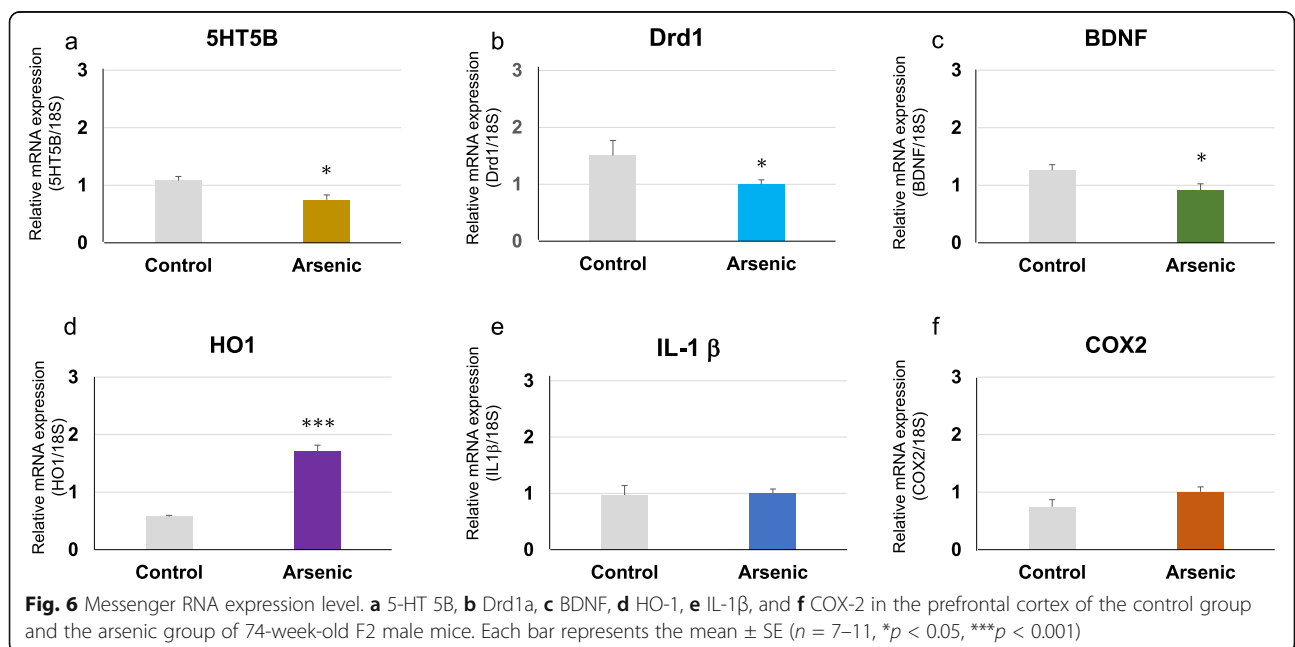 a
5HT5B
Relative mRNA expression
(5HT5B/18S)
3
2
1
0
*
Control
Arsenic
b
Drd1
Relative mRNA expression
(Drd1/18S)
3
2
1
0
*
Control
Arsenic
c
BDNF
Relative mRNA expression
(BDNF/18S)
3
2
1
0
*
Control
Arsenic
d
HO1
Relative mRNA expression
(HO1/18S)
3
2
1
0
***
Control
Arsenic
e
IL-1 β
Relative mRNA expression
(IL1β/18S)
3
2
1
0
Control
Arsenic
f
COX2
Relative mRNA expression
(COX2/18S)
3
2
1
0
Control
Arsenic
Fig. 6 Messenger RNA expression level. a 5-HT 5B, b Drd1a, c BDNF, d HO-1, e IL-1β, and f COX-2 in the prefrontal cortex of the control group
and the arsenic group of 74-week-old F2 male mice. Each bar represents the mean ± SE (n = 7–11, *p < 0.05, ***p < 0.001)